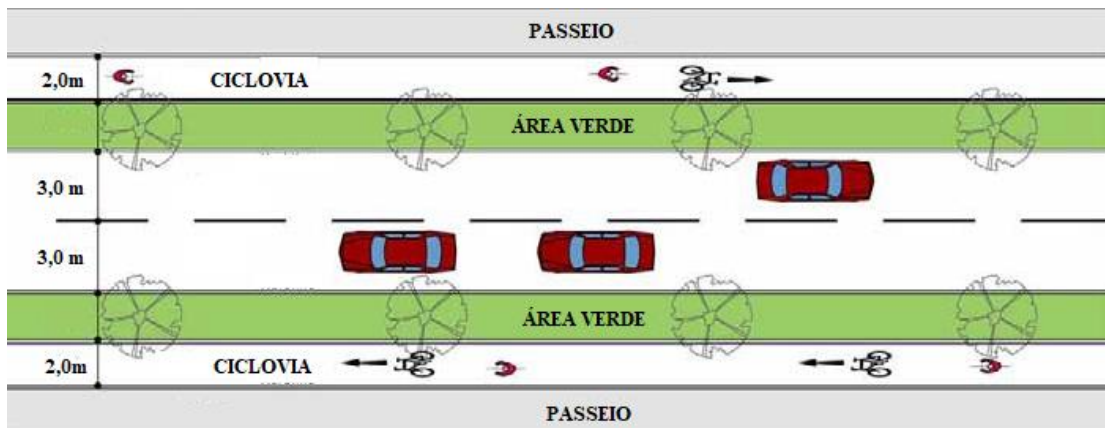 PASSEIO
2,0m CICLOVIA
ÁREA VERDE
3,0 m
3,0 m
ÁREA VERDE
2,0m CICLOVIA
PASSEIO